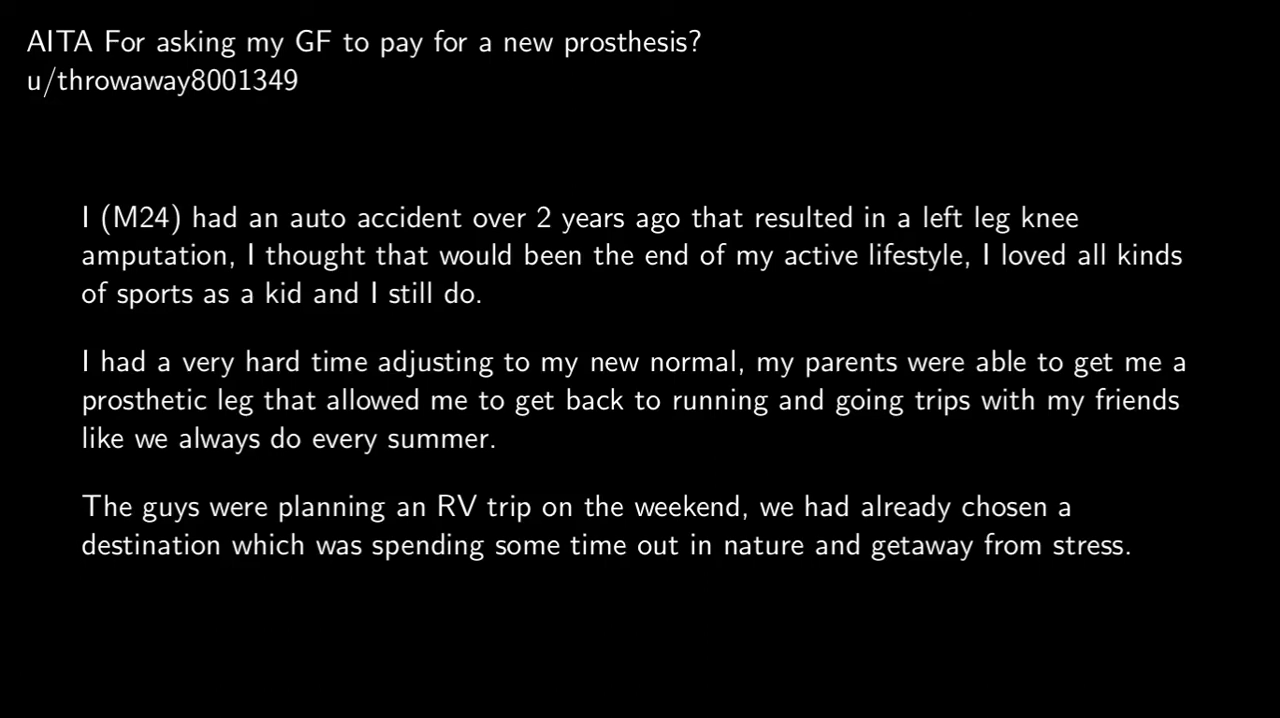 AITA For asking my GF to pay for a new prosthesis?
u/throwaway8001349
I (M24) had an auto accident over 2 years ago that resulted in a left leg knee
amputation, I thought that would been the end of my active lifestyle, I loved all kinds
of sports as a kid and I still do.
I had a very hard time adjusting to my new normal, my parents were able to get me a
prosthetic leg that allowed me to get back to running and going trips with my friends
like we always do every summer.
The guys were planning an RV trip on the weekend, we had already chosen a
destination which was spending some time out in nature and getaway from stress.